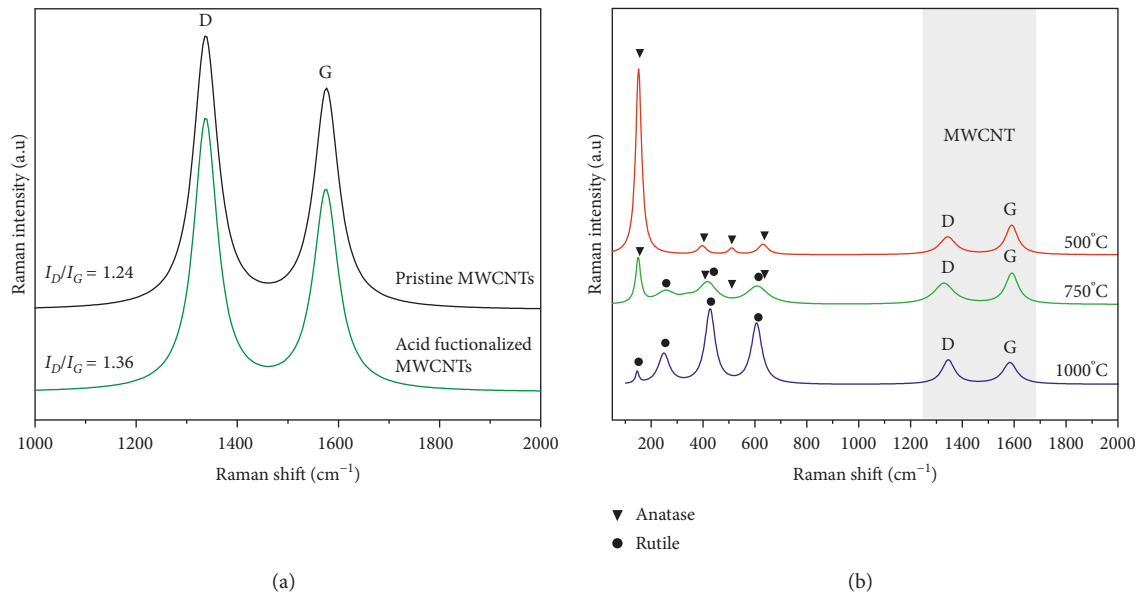 D
G
Raman intensity (a.u)
I_D/I_G = 1.24
Pristine MWCNTs
I_D/I_G = 1.36
Acid fuctionalized
MWCNTs
1000 1200 1400 1600 1800 2000
Raman shift (cm⁻¹)
(a)
Raman intensity (a.u)
MWCNT
D
G
500°C
D
G
750°C
D
G
1000°C
200 400 600 800 1000 1200 1400 1600 1800 2000
Raman shift (cm⁻¹)
Anatase
Rutile
(b)